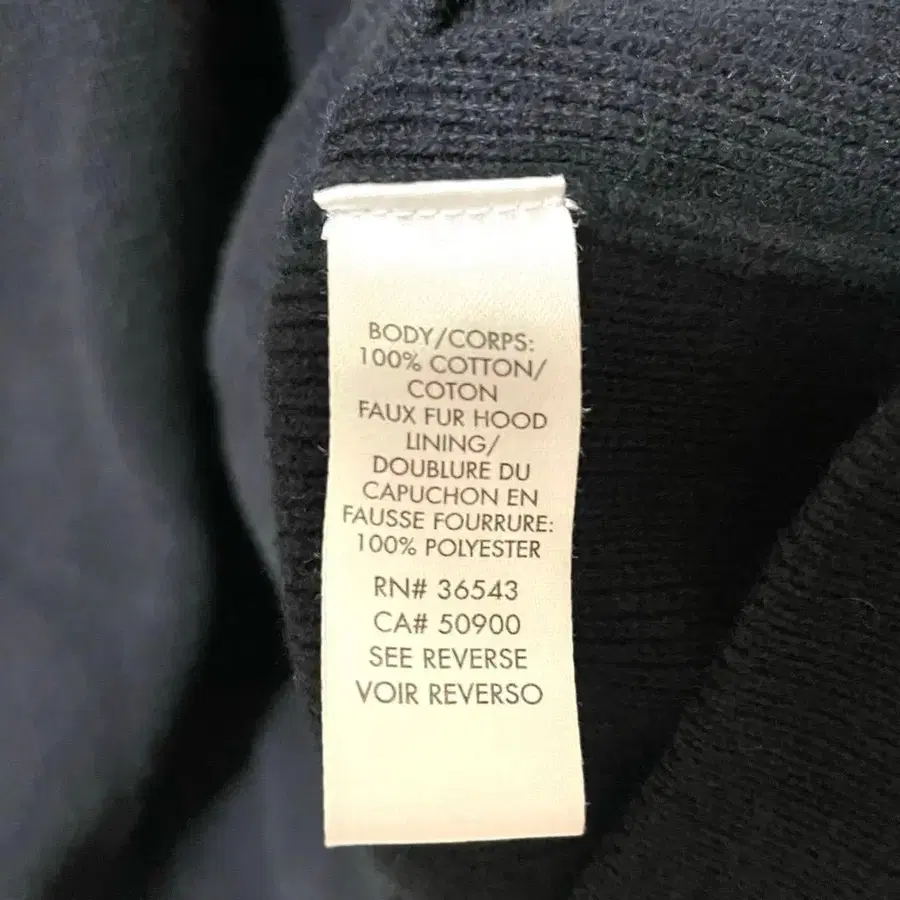 BODY/CORPS:
100% COTTON/
COTON
FAUX FUR HOOD
LINING/
DOUBLURE DU
CAPUCHON EN
FAUSSE FOURRURE:
100% POLYESTER
RN# 36543
CA# 50900
SEE REVERSE
VOIR REVERSO